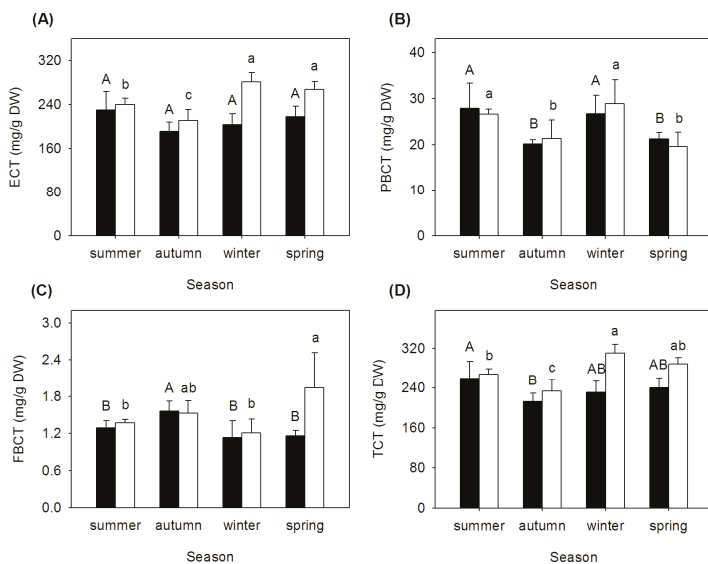 (A)
ECT (mg/g DW)
320
240
160
80
0
A b A c A a A a
summer autumn winter spring
Season
(B)
PBCT (mg/g DW)
40
30
20
10
0
A a B b A a B b
summer autumn winter spring
Season
(C)
FBCT (mg/g DW)
3.0
2.4
1.8
1.2
0.6
0.0
B b A ab B b B a
summer autumn winter spring
Season
(D)
TCT (mg/g DW)
320
240
160
80
0
A b B c AB a AB ab
summer autumn winter spring
Season